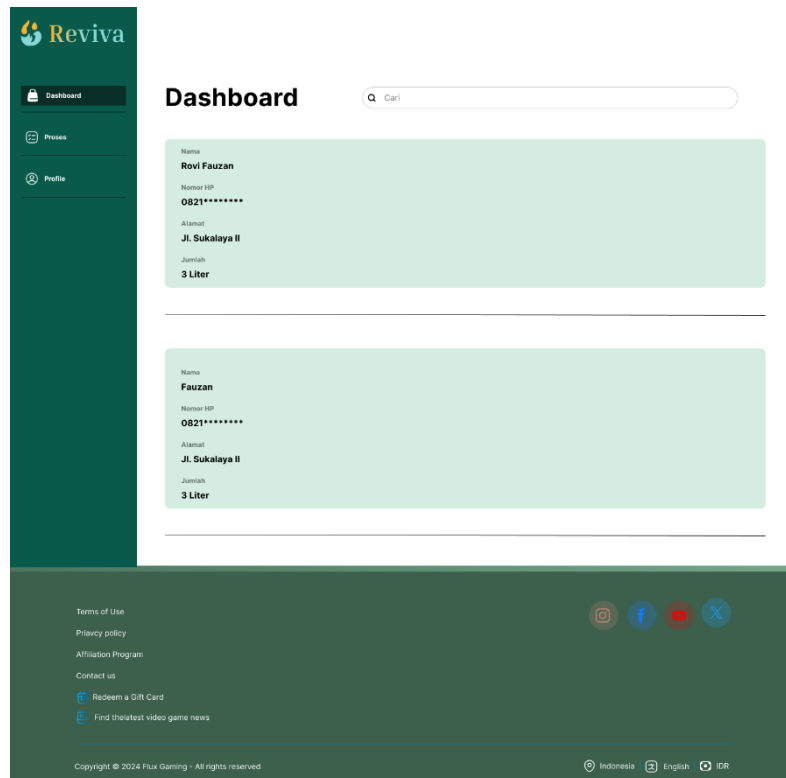 Reviva
Dashboard
Proses
Profile
Dashboard
Cari
Nama
Rovi Fauzan
Nomor HP
0821********
Alamat
Jl. Sukalaya II
Jumlah
3 Liter
Nama
Fauzan
Nomor HP
0821********
Alamat
Jl. Sukalaya II
Jumlah
3 Liter
Terms of Use
Priavcy policy
Affiliation Program
Contact us
Redeem a Gift Card
Find thelatest video game news
Copyright © 2024 Flux Gaming - All rights reserved
Indonesia
English
IDR